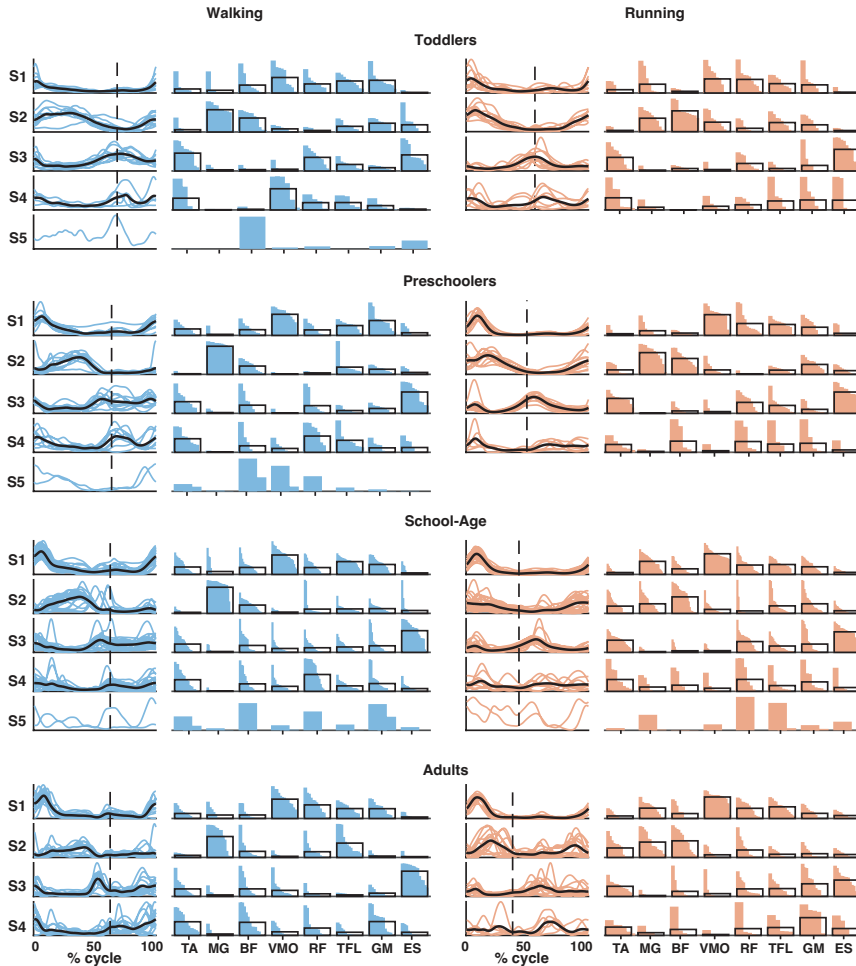 Walking Running
Toddlers
S1
S2
S3
S4
S5
Preschoolers
S1
S2
S3
S4
S5
School-Age
S1
S2
S3
S4
S5
Adults
S1
S2
S3
S4
0 50 100 TA MG BF VMO RF TFL GM ES 0 50 100 TA MG BF VMO RF TFL GM ES
% cycle % cycle